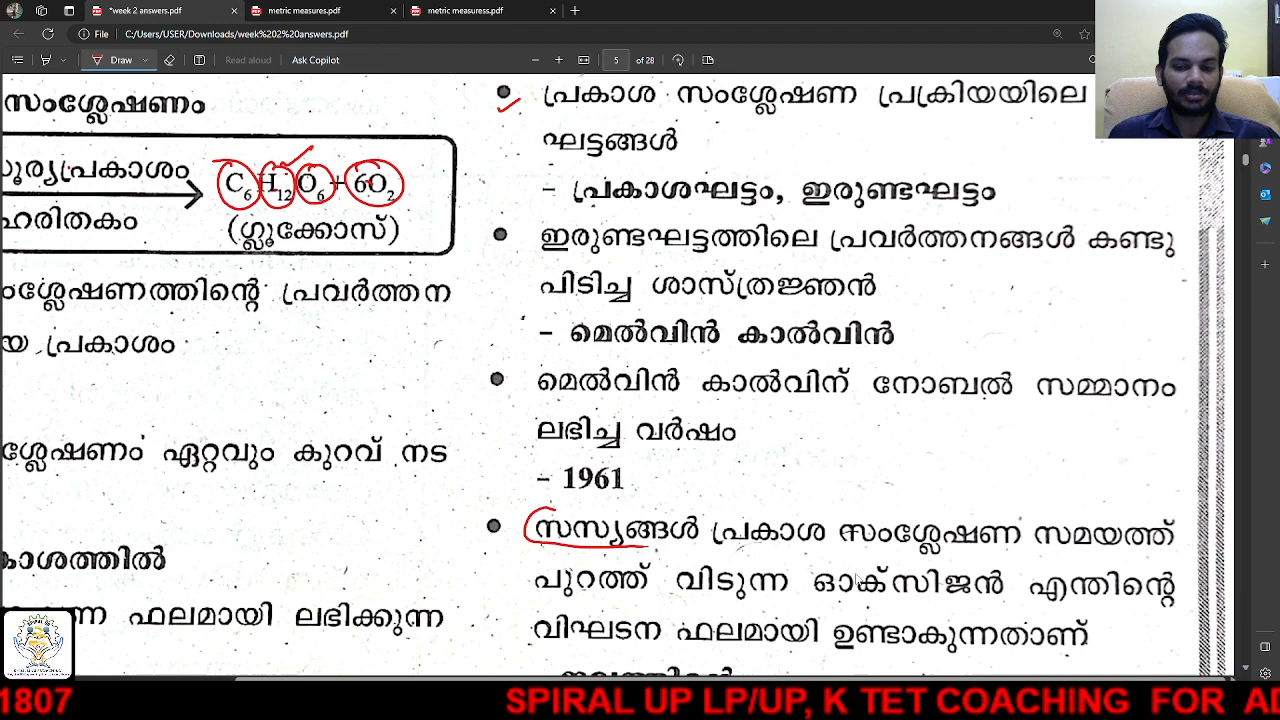 *week 2 answers.pdf
metric measures.pdf
metric measuress.pdf
File
C:/Users/USER/Downloads/week%202%20answers.pdf
Draw
Read aloud
Ask Copilot
5 of 28
സംശ്ലേഷണം
സൂര്യപ്രകാശം
ഹരിതകം
C6H12O6 + 6O2
(ഗ്ലൂക്കോസ്)
ംശ്ലേഷണത്തിന്റെ പ്രവർത്തന
യ പ്രകാശം
ശ്ലേഷണം ഏറ്റവും കുറവ് നട
കാശത്തിൽ
ന്ന ഫലമായി ലഭിക്കുന്ന
• പ്രകാശ സംശ്ലേഷണ പ്രക്രിയയിലെ
ഘട്ടങ്ങൾ
- പ്രകാശഘട്ടം, ഇരുണ്ടഘട്ടം
• ഇരുണ്ടഘട്ടത്തിലെ പ്രവർത്തനങ്ങൾ കണ്ടു
പിടിച്ച ശാസ്ത്രജ്ഞൻ
- മെൽവിൻ കാൽവിൻ
• മെൽവിൻ കാൽവിന് നോബൽ സമ്മാനം
ലഭിച്ച വർഷം
- 1961
• സസ്യങ്ങൾ പ്രകാശ സംശ്ലേഷണ സമയത്ത്
പുറത്ത് വിടുന്ന ഓക്സിജൻ എന്തിന്റെ
വിഘടന ഫലമായി ഉണ്ടാകുന്നതാണ്
1807 SPIRAL UP LP/UP, K TET COACHING FOR